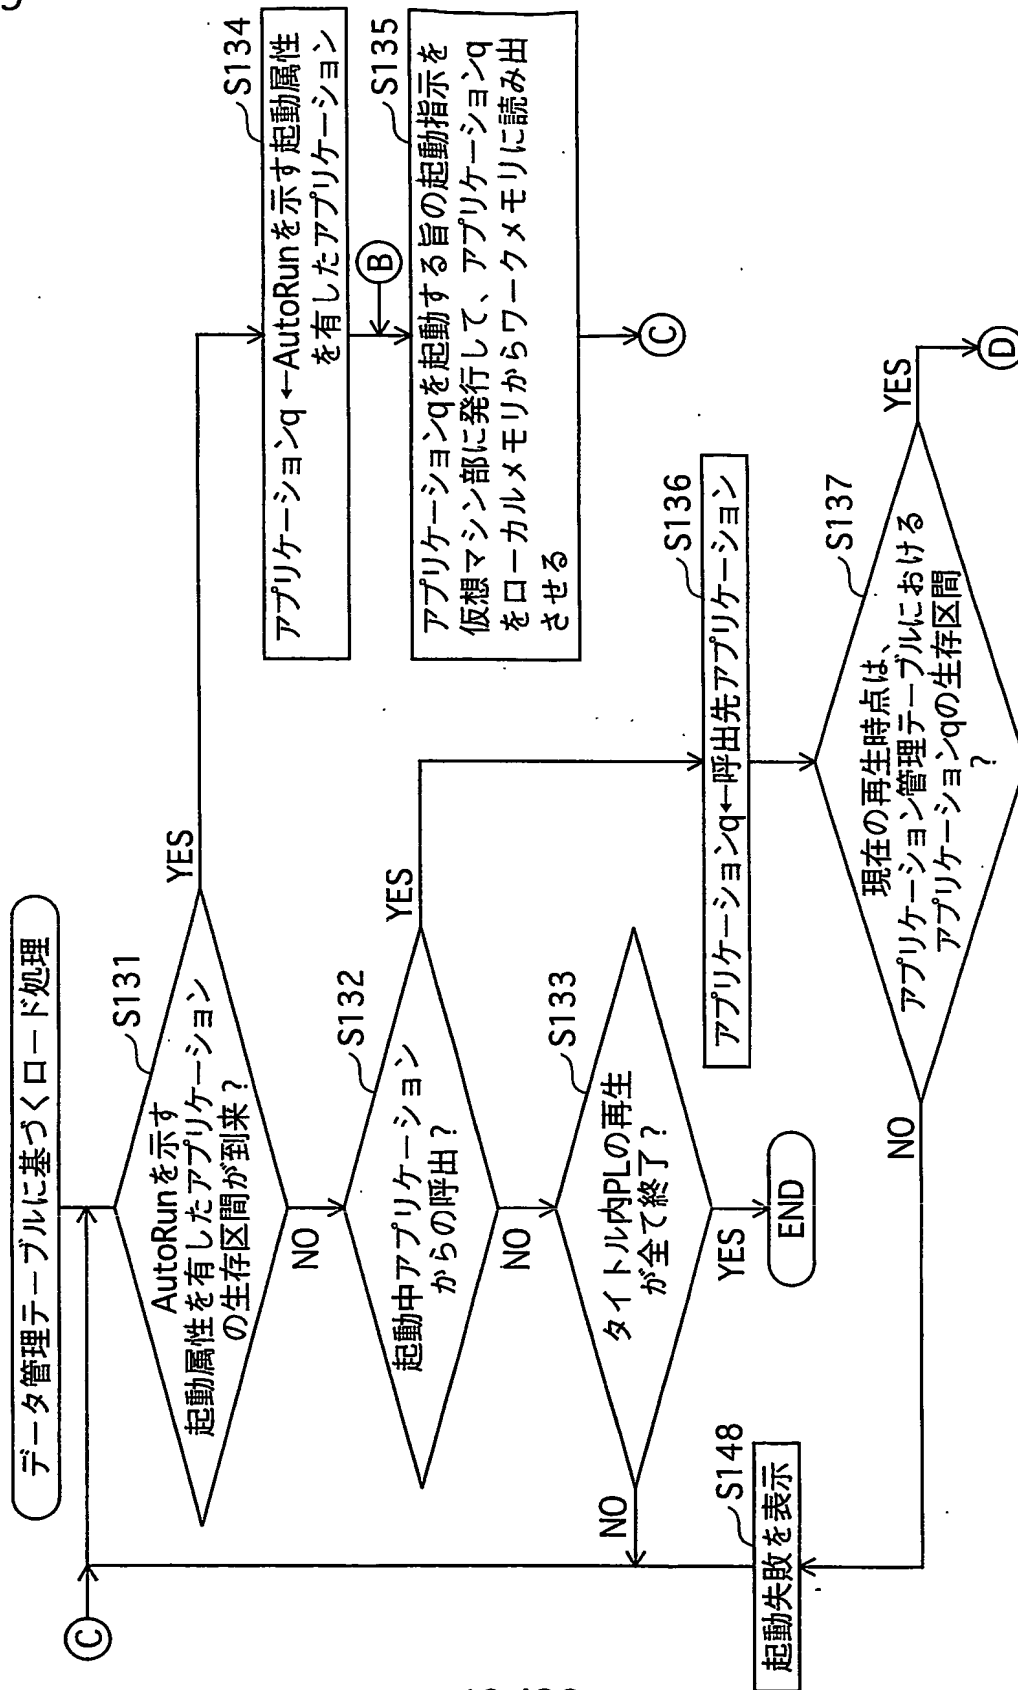 データ管理テーブルに基づくロード処理
C
S131
AutoRunを示す
起動属性を有したアプリケーション
の生存区間が到来？
YES
NO
S132
起動中アプリケーション
からの呼出？
YES
NO
S133
タイトル内PLの再生
が全て終了？
NO
YES
END
S134
アプリケーションq←AutoRunを示す起動属性
を有したアプリケーション
B
S135
アプリケーションqを起動する旨の起動指示を
仮想マシン部に発行して、アプリケーションq
をローカルメモリからワークメモリに読み出
させる
C
S136
アプリケーションq←呼出先アプリケーション
S137
現在の再生時点は、
アプリケーション管理テーブルにおける
アプリケーションqの生存区間
？
YES
D
NO
S148
起動失敗を表示